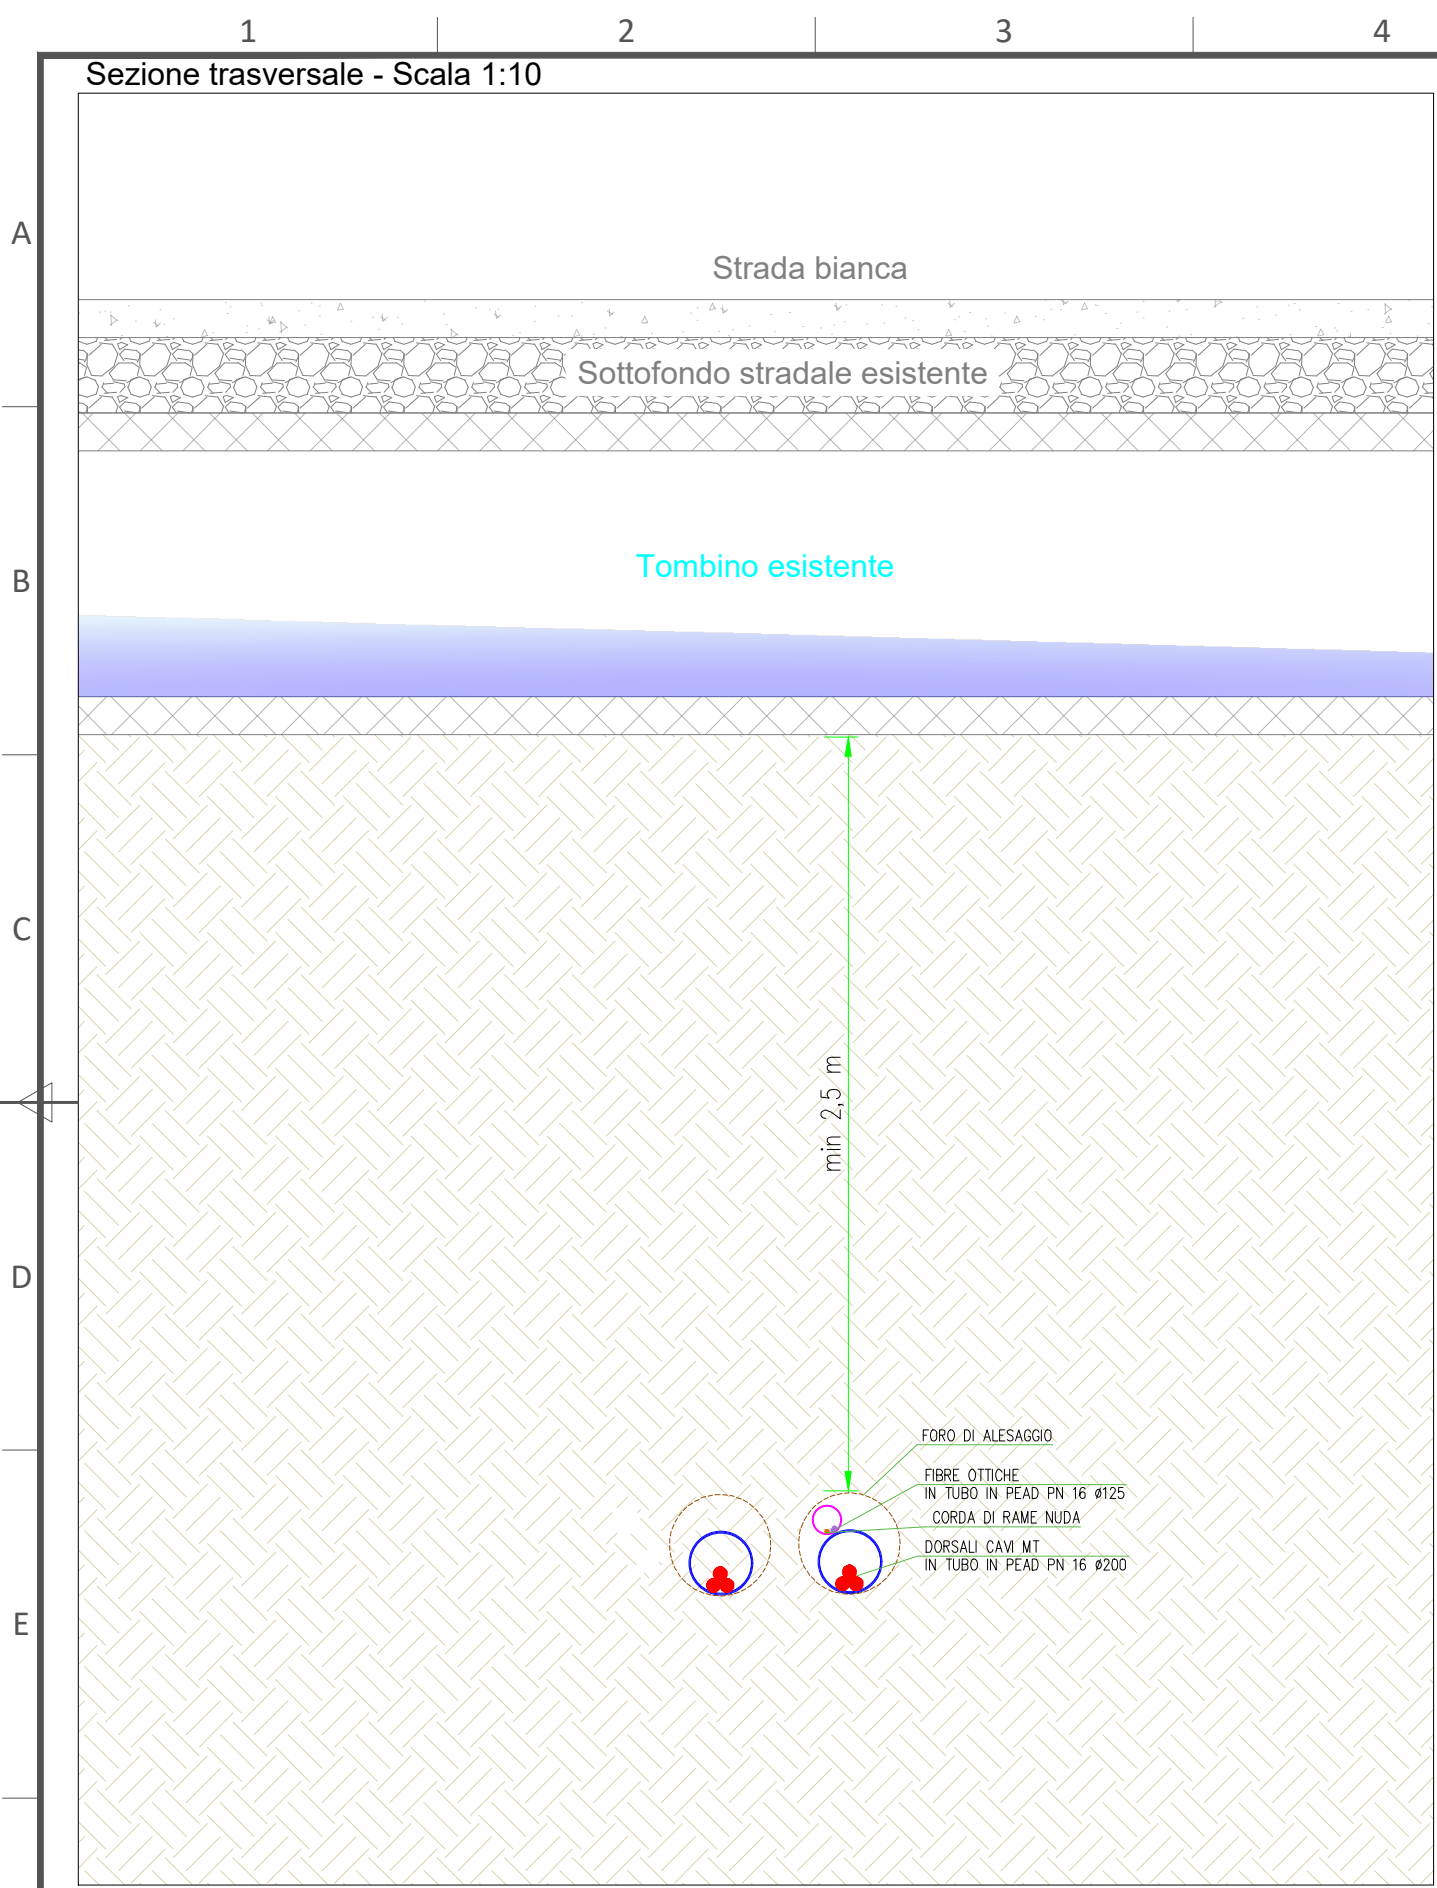 1 2 3 4
Sezione trasversale - Scala 1:10
A
Strada bianca
Sottofondo stradale esistente
B
Tombino esistente
C
min 2,5 m
D
FORO DI ALESAGGIO
FIBRE OTTICHE
IN TUBO IN PEAD PN 16 ø125
CORDA DI RAME NUDA
DORSALI CAVI MT
IN TUBO IN PEAD PN 16 ø200
E